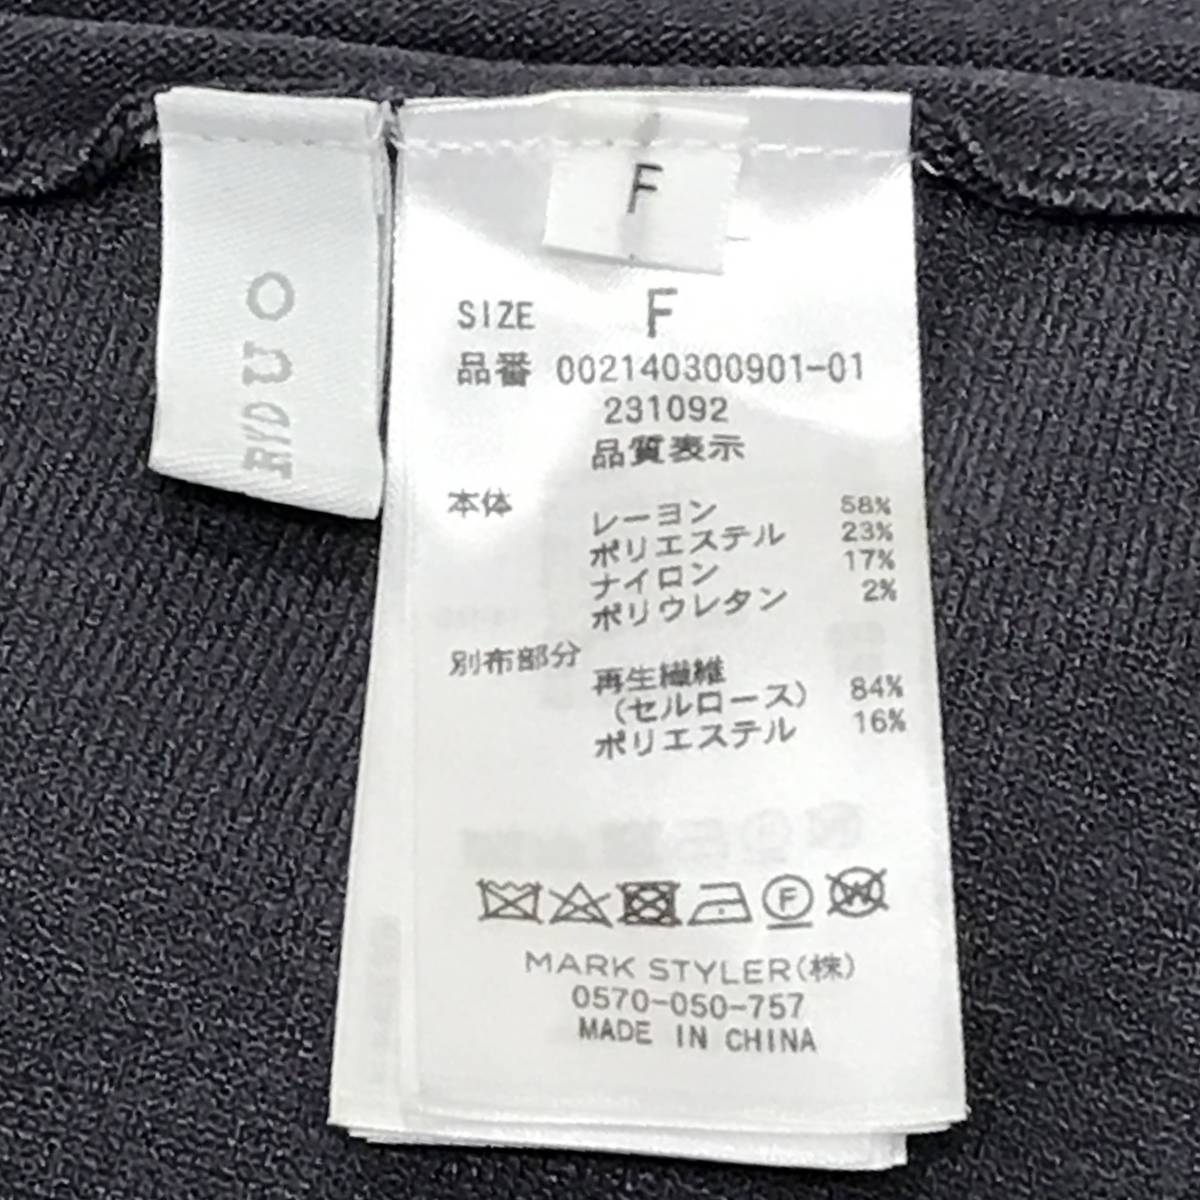 RYDUO
F
SIZE F
品番 002140300901-01
231092
品質表示
本体 レーヨン 58%
ポリエステル 23%
ナイロン 17%
ポリウレタン 2%
別布部分 再生繊維
(セルロース) 84%
ポリエステル 16%
F W
MARK STYLER(株)
0570-050-757
MADE IN CHINA